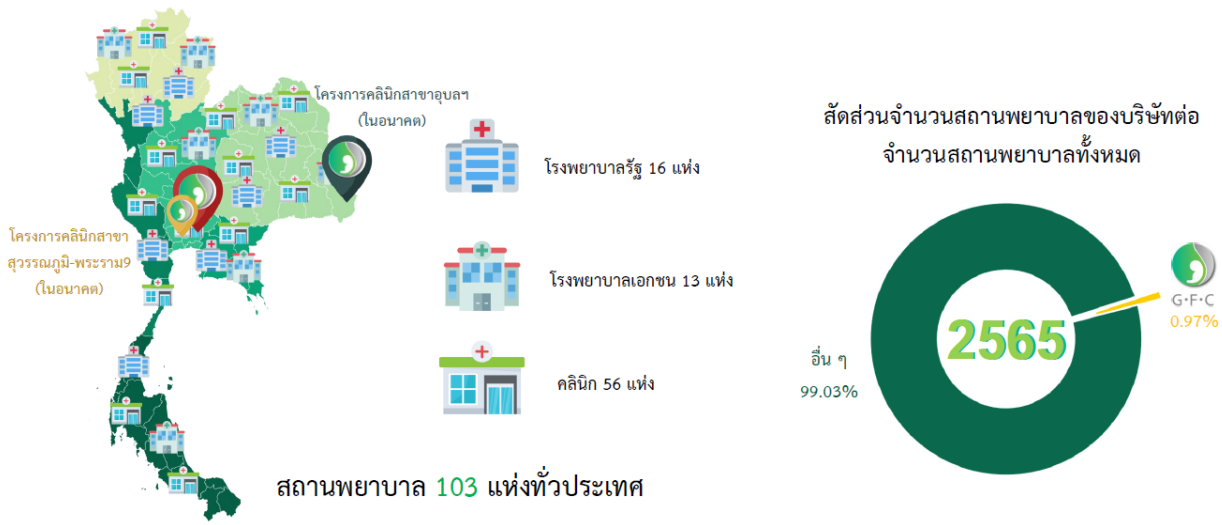 โครงการคลินิกสาขาอุบลฯ
(ในอนาคต)
โครงการคลินิกสาขา
สุวรรณภูมิ-พระราม9
(ในอนาคต)
โรงพยาบาลรัฐ 16 แห่ง
โรงพยาบาลเอกชน 13 แห่ง
คลินิก 56 แห่ง
สถานพยาบาล 103 แห่งทั่วประเทศ
สัดส่วนจำนวนสถานพยาบาลของบริษัทต่อ
จำนวนสถานพยาบาลทั้งหมด
2565
G·F·C
0.97%
อื่น ๆ
99.03%